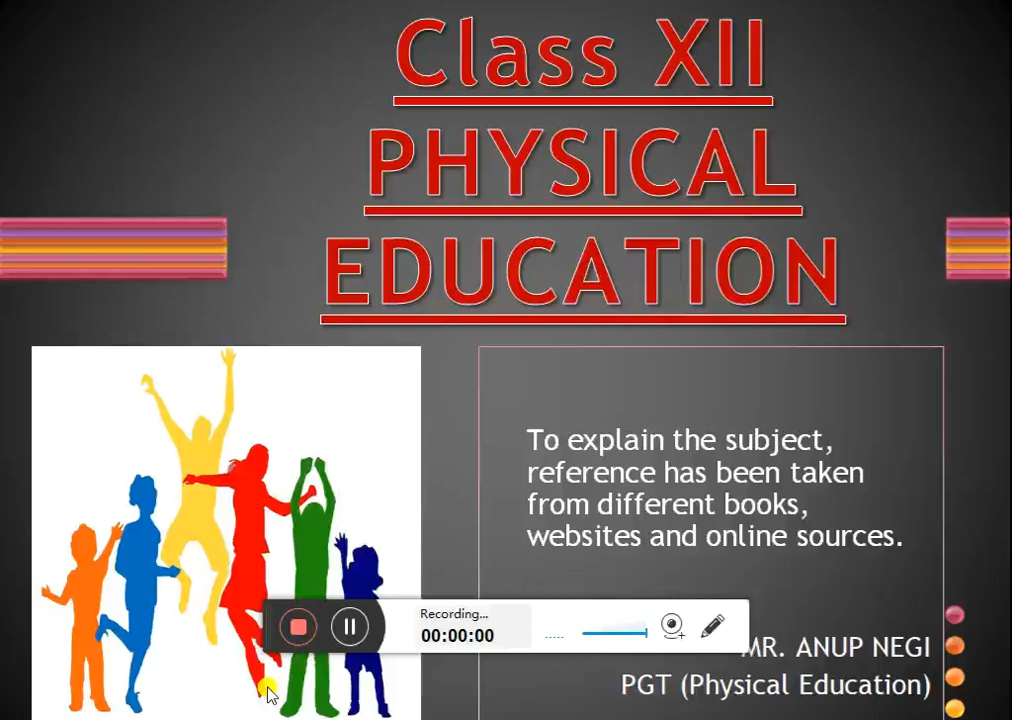 Class XII
PHYSICAL
EDUCATION
To explain the subject,
reference has been taken
from different books,
websites and online sources.
Recording...
00:00:00
MR. ANUP NEGI
PGT (Physical Education)